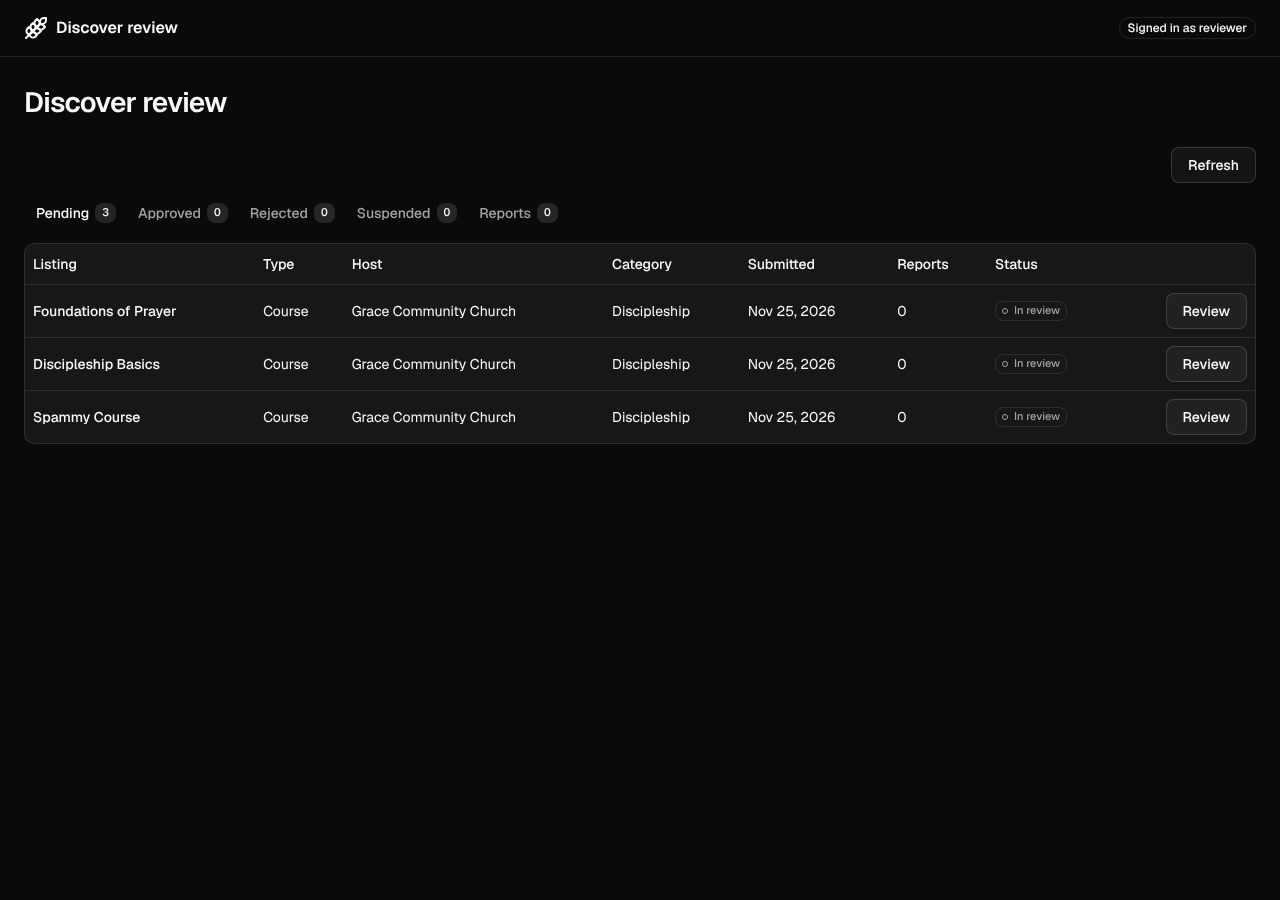 Discover review
Signed in as reviewer
Discover review
Refresh
Pending 3 Approved 0 Rejected 0 Suspended 0 Reports 0
Listing Type Host Category Submitted Reports Status
Foundations of Prayer Course Grace Community Church Discipleship Nov 25, 2026 0 In review Review
Discipleship Basics Course Grace Community Church Discipleship Nov 25, 2026 0 In review Review
Spammy Course Course Grace Community Church Discipleship Nov 25, 2026 0 In review Review